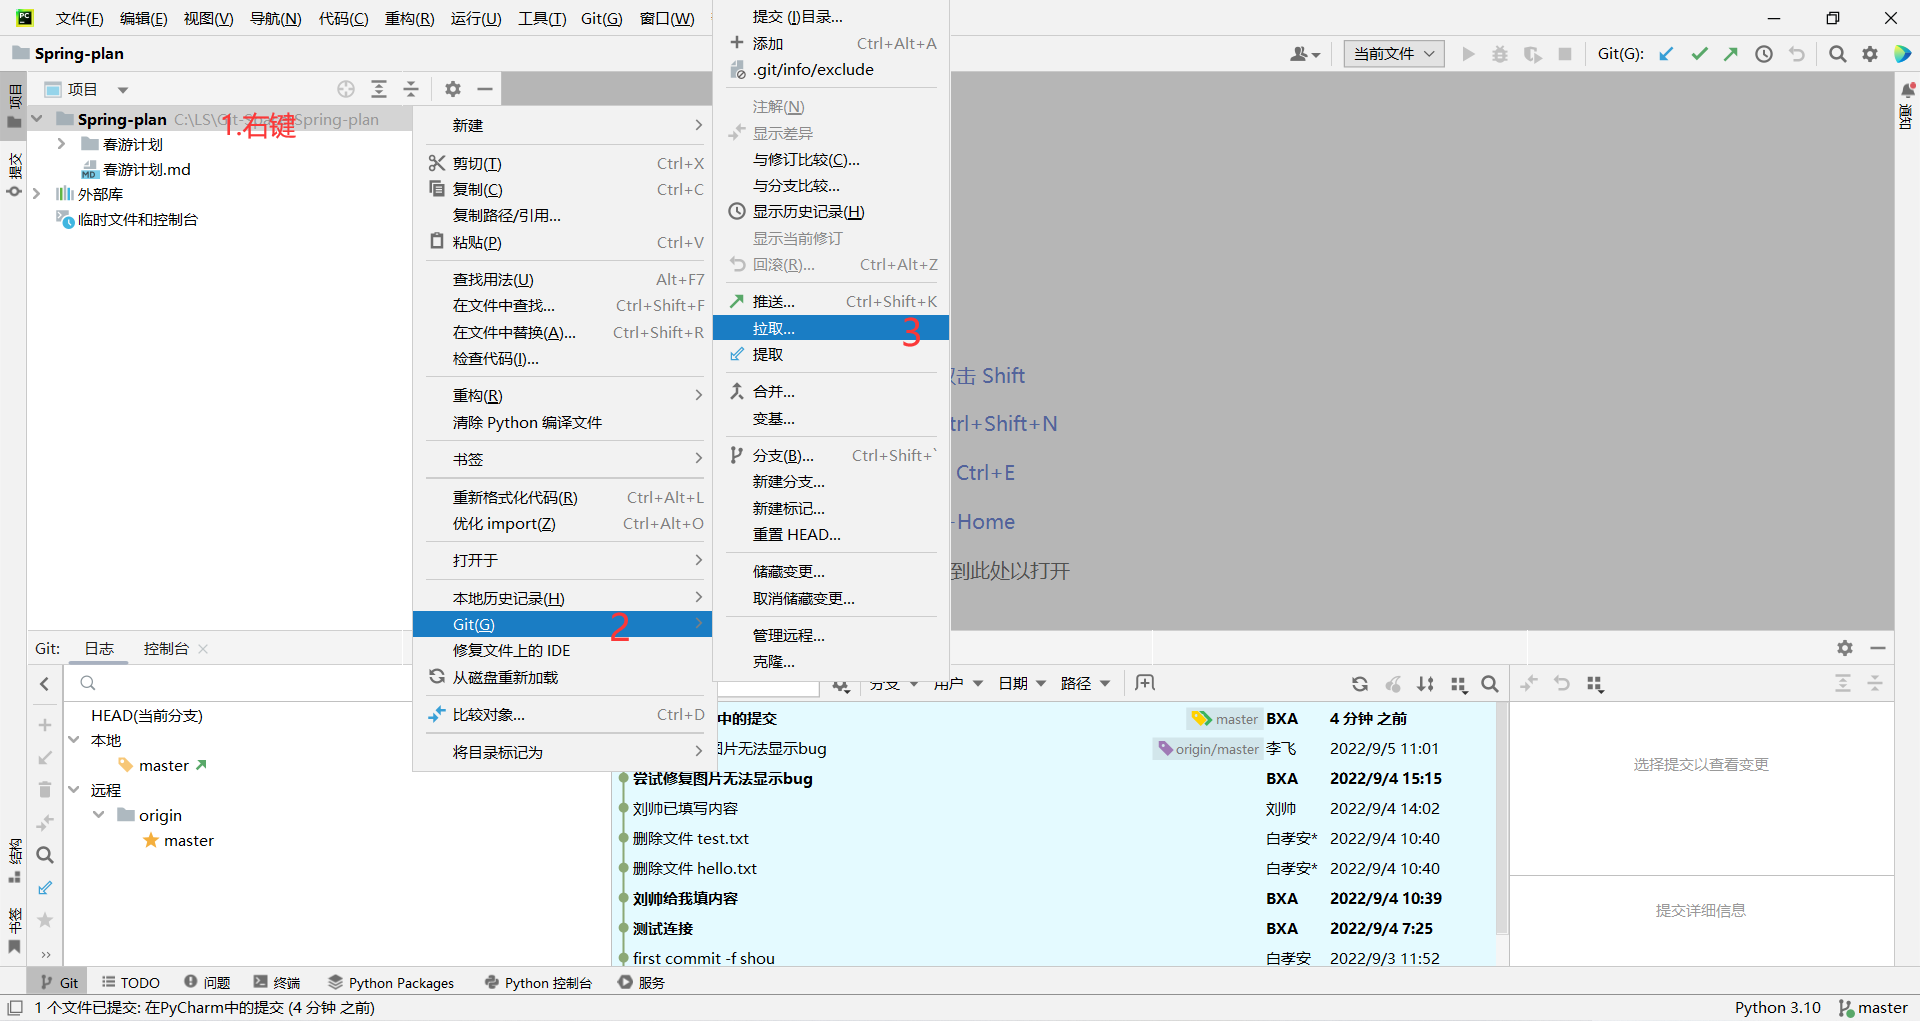 PC
文件(F) 编辑(E) 视图(V) 导航(N) 代码(C) 重构(R) 运行(U) 工具(T) Git(G) 窗口(W)
Spring-plan
当前文件
Git(G):
项目
Spring-plan C:\LS\Git-Space\Spring-plan
1.右键
春游计划
MD 春游计划.md
外部库
临时文件和控制台
项目
提交
结构
书签
通知
新建
剪切(T) Ctrl+X
复制(C) Ctrl+C
复制路径/引用...
粘贴(P) Ctrl+V
查找用法(U) Alt+F7
在文件中查找... Ctrl+Shift+F
在文件中替换(A)... Ctrl+Shift+R
检查代码(I)...
重构(R)
清除 Python 编译文件
书签
重新格式化代码(R) Ctrl+Alt+L
优化 import(Z) Ctrl+Alt+O
打开于
本地历史记录(H)
Git(G) 2
修复文件上的 IDE
从磁盘重新加载
比较对象... Ctrl+D
将目录标记为
提交 (I)目录...
添加 Ctrl+Alt+A
.git/info/exclude
注解(N)
显示差异
与修订比较(C)...
与分支比较...
显示历史记录(H)
显示当前修订
回滚(R)... Ctrl+Alt+Z
推送... Ctrl+Shift+K
拉取... 3
提取
合并...
变基...
分支(B)... Ctrl+Shift+`
新建分支...
新建标记...
重置 HEAD...
储藏变更...
取消储藏变更...
管理远程...
克隆...
击 Shift
trl+Shift+N
Ctrl+E
Home
到此处以打开
Git: 日志 控制台
分支 用户 日期 路径
HEAD(当前分支)
本地
master
远程
origin
master
中的提交 master BXA 4 分钟 之前
片无法显示bug origin/master 李飞 2022/9/5 11:01
尝试修复图片无法显示bug BXA 2022/9/4 15:15
刘帅已填写内容 刘帅 2022/9/4 14:02
删除文件 test.txt 白孝安* 2022/9/4 10:40
删除文件 hello.txt 白孝安* 2022/9/4 10:40
刘帅给我填内容 BXA 2022/9/4 10:39
测试连接 BXA 2022/9/4 7:25
first commit -f shou 白孝安 2022/9/3 11:52
选择提交以查看变更
提交详细信息
Git TODO 问题 终端 Python Packages Python 控制台 服务
1 个文件已提交: 在PyCharm中的提交 (4 分钟 之前) Python 3.10 master